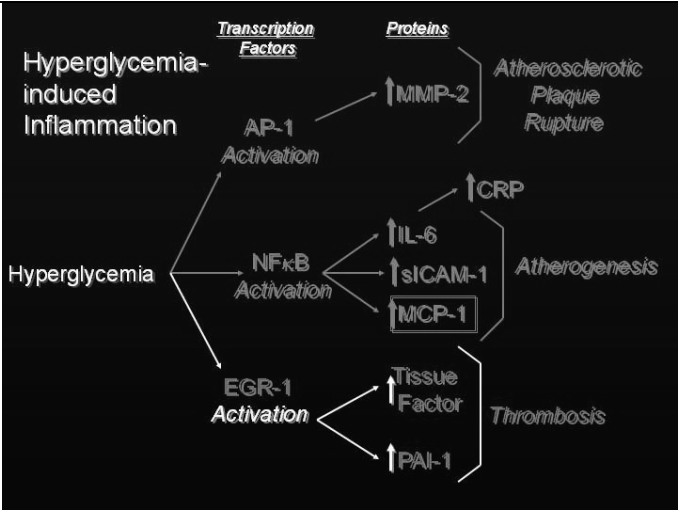 Transcription
Factors
Proteins
Hyperglycemia-
induced
Inflammation
↑MMP-2
Atherosclerotic
Plaque
Rupture
AP-1
Activation
↑CRP
↑IL-6
Hyperglycemia
NFκB
Activation
↑sICAM-1
Atherogenesis
↑MCP-1
EGR-1
Activation
↑Tissue
Factor
Thrombosis
↑PAI-1